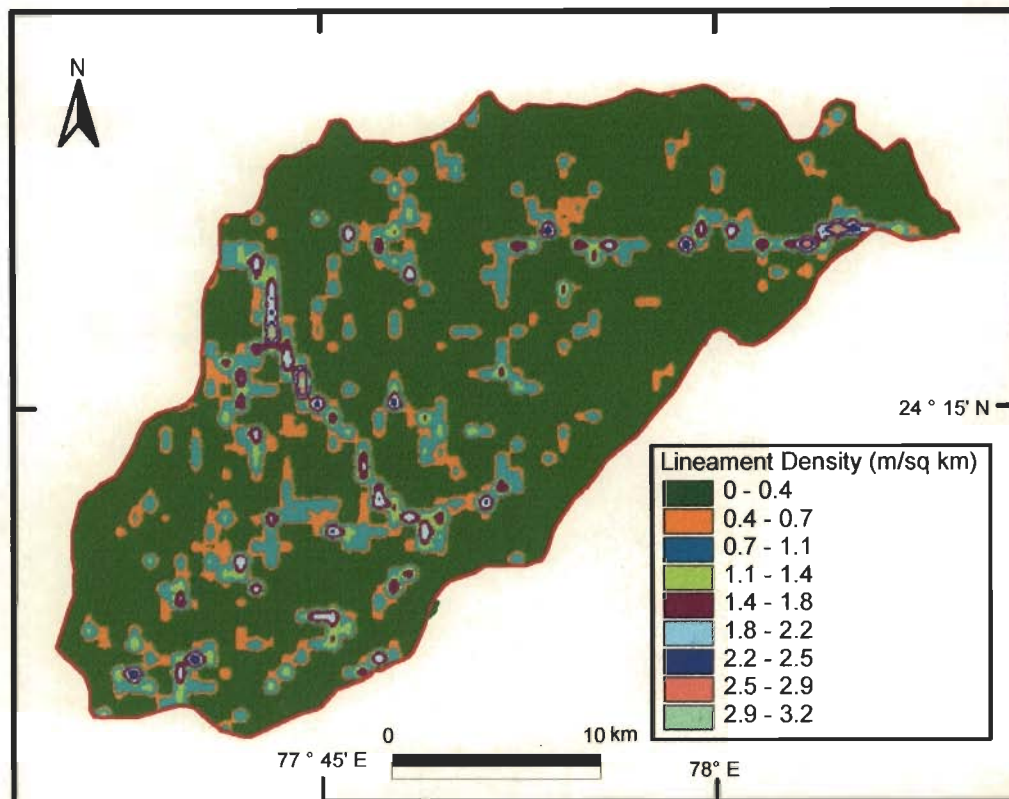 N
24 ° 15' N
Lineament Density (m/sq km)
0 - 0.4
0.4 - 0.7
0.7 - 1.1
1.1 - 1.4
1.4 - 1.8
1.8 - 2.2
2.2 - 2.5
2.5 - 2.9
2.9 - 3.2
0 10 km
77 ° 45' E
78° E